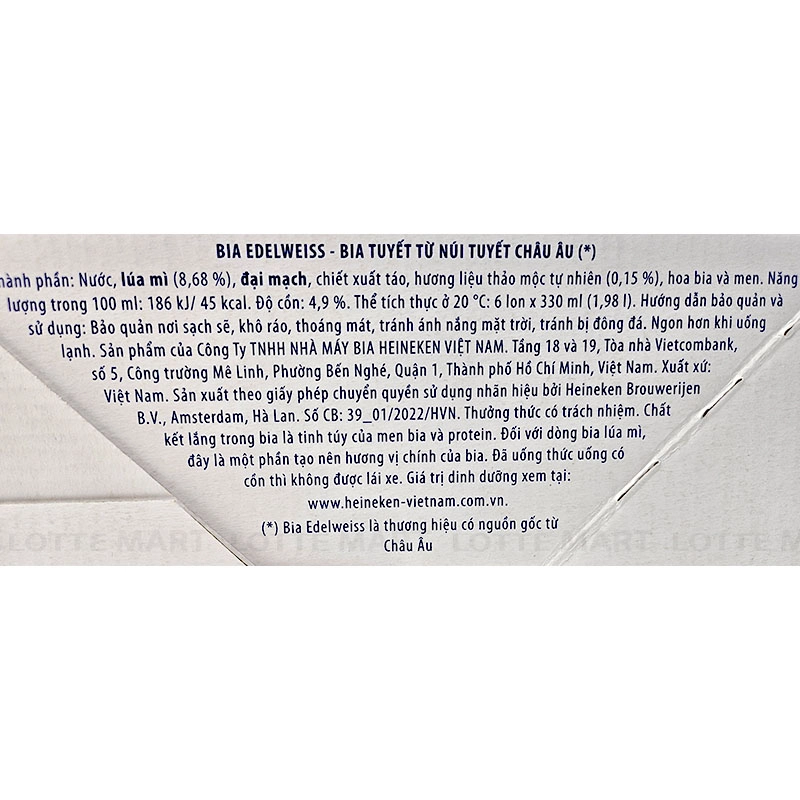 BIA EDELWEISS - BIA TUYẾT TỪ NÚI TUYẾT CHÂU ÂU (*)
hành phần: Nước, lúa mì (8,68 %), đại mạch, chiết xuất táo, hương liệu thảo mộc tự nhiên (0,15 %), hoa bia và men. Năng
lượng trong 100 ml: 186 kJ/ 45 kcal. Độ cồn: 4,9 %. Thể tích thực ở 20 °C: 6 lon x 330 ml (1,98 l). Hướng dẫn bảo quản và
sử dụng: Bảo quản nơi sạch sẽ, khô ráo, thoáng mát, tránh ánh nắng mặt trời, tránh bị đông đá. Ngon hơn khi uống
lạnh. Sản phẩm của Công Ty TNHH NHÀ MÁY BIA HEINEKEN VIỆT NAM. Tầng 18 và 19, Tòa nhà Vietcombank,
số 5, Công trường Mê Linh, Phường Bến Nghé, Quận 1, Thành phố Hồ Chí Minh, Việt Nam. Xuất xứ:
Việt Nam. Sản xuất theo giấy phép chuyển quyền sử dụng nhãn hiệu bởi Heineken Brouwerijen
B.V., Amsterdam, Hà Lan. Số CB: 39_01/2022/HVN. Thưởng thức có trách nhiệm. Chất
kết lắng trong bia là tinh túy của men bia và protein. Đối với dòng bia lúa mì,
đây là một phần tạo nên hương vị chính của bia. Đã uống thức uống có
cồn thì không được lái xe. Giá trị dinh dưỡng xem tại:
www.heineken-vietnam.com.vn.
(*) Bia Edelweiss là thương hiệu có nguồn gốc từ
Châu Âu
LOTTE MART LOTTE MART LOTTE MART LOTTE M